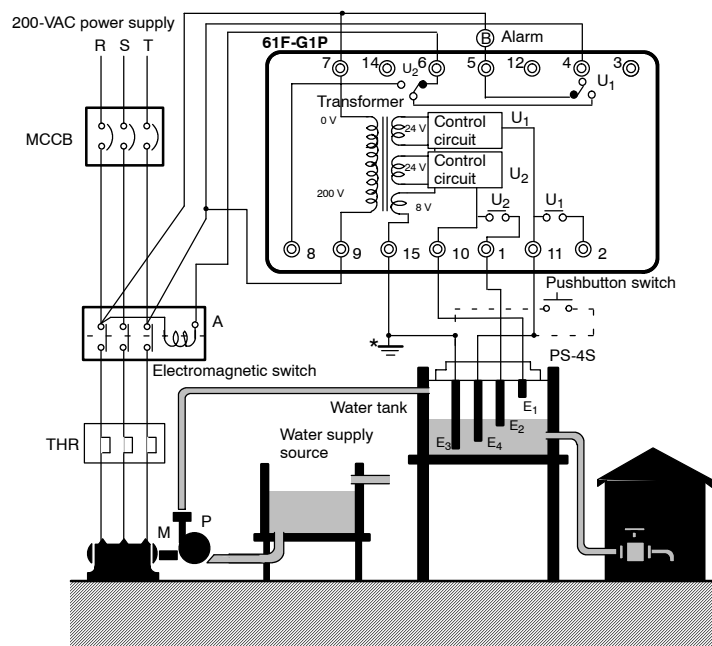 200-VAC power supply
R S T
MCCB
61F-G1P
B Alarm
7 14 6 5 12 4 3
U2
U1
Transformer
0 V
200 V
24 V
Control
circuit
U1
24 V
Control
circuit
U2
8 V
U2
U1
8 9 15 10 1 11 2
Pushbutton switch
A
*
PS-4S
Electromagnetic switch
Water tank
E1
E2
E3
E4
THR
Water supply
source
M
P